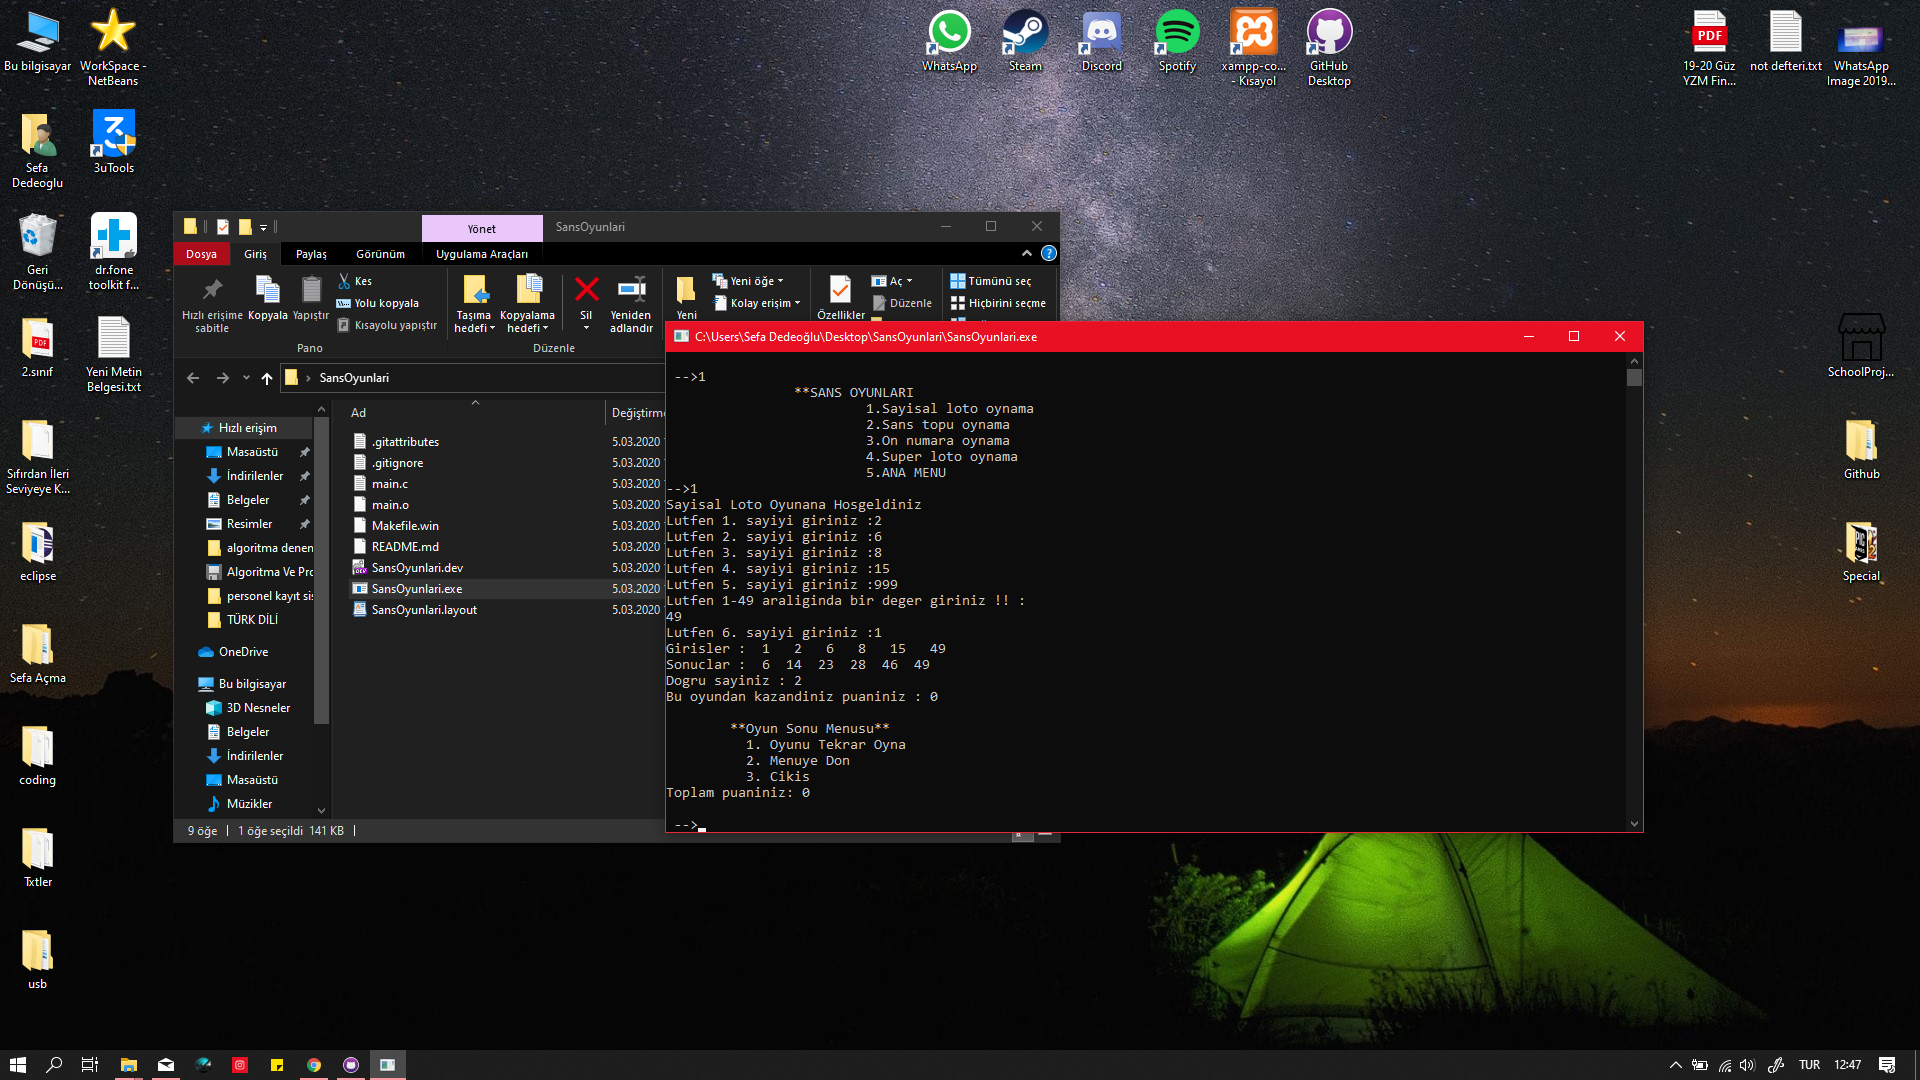 Bu bilgisayar
WorkSpace -
NetBeans
Sefa
Dedeoglu
3uTools
Geri
Dönüşü...
dr.fone
toolkit f...
2.sınıf
Yeni Metin
Belgesi.txt
Sıfırdan İleri
Seviyeye K...
eclipse
Sefa Açma
coding
Txtler
usb
WhatsApp
Steam
Discord
Spotify
xampp-co...
- Kısayol
GitHub
Desktop
PDF
19-20 Güz
YZM Fin...
not defteri.txt
WhatsApp
Image 2019...
SchoolProj...
Github
Special
Yönet
SansOyunlari
Dosya
Giriş
Paylaş
Görünüm
Uygulama Araçları
Hızlı erişime
sabitle
Kopyala
Yapıştır
Kes
Yolu kopyala
Kısayolu yapıştır
Pano
Taşıma
hedefi
Kopyalama
hedefi
Sil
Yeniden
adlandır
Düzenle
Yeni
Yeni öğe
Kolay erişim
Özellikler
Aç
Düzenle
Tümünü seç
Hiçbirini seçme
SansOyunlari
Hızlı erişim
Masaüstü
İndirilenler
Belgeler
Resimler
algoritma denen
Algoritma Ve Pro
personel kayıt sis
TÜRK DİLİ
OneDrive
Bu bilgisayar
3D Nesneler
Belgeler
İndirilenler
Masaüstü
Müzikler
Ad
Değiştirme
.gitattributes 5.03.2020
.gitignore 5.03.2020
main.c 5.03.2020
main.o 5.03.2020
Makefile.win 5.03.2020
README.md 5.03.2020
SansOyunlari.dev 5.03.2020
SansOyunlari.exe 5.03.2020
SansOyunlari.layout 5.03.2020
9 öğe 1 öğe seçildi 141 KB
C:\Users\Sefa Dedeoğlu\Desktop\SansOyunlari\SansOyunlari.exe
-->1
**SANS OYUNLARI
1.Sayisal loto oynama
2.Sans topu oynama
3.On numara oynama
4.Super loto oynama
5.ANA MENU
-->1
Sayisal Loto Oyunana Hosgeldiniz
Lutfen 1. sayiyi giriniz :2
Lutfen 2. sayiyi giriniz :6
Lutfen 3. sayiyi giriniz :8
Lutfen 4. sayiyi giriniz :15
Lutfen 5. sayiyi giriniz :999
Lutfen 1-49 araliginda bir deger giriniz !! :
49
Lutfen 6. sayiyi giriniz :1
Girisler : 1 2 6 8 15 49
Sonuclar : 6 14 23 28 46 49
Dogru sayiniz : 2
Bu oyundan kazandiniz puaniniz : 0
**Oyun Sonu Menusu**
1. Oyunu Tekrar Oyna
2. Menuye Don
3. Cikis
Toplam puaniniz: 0
-->
TUR
12:47